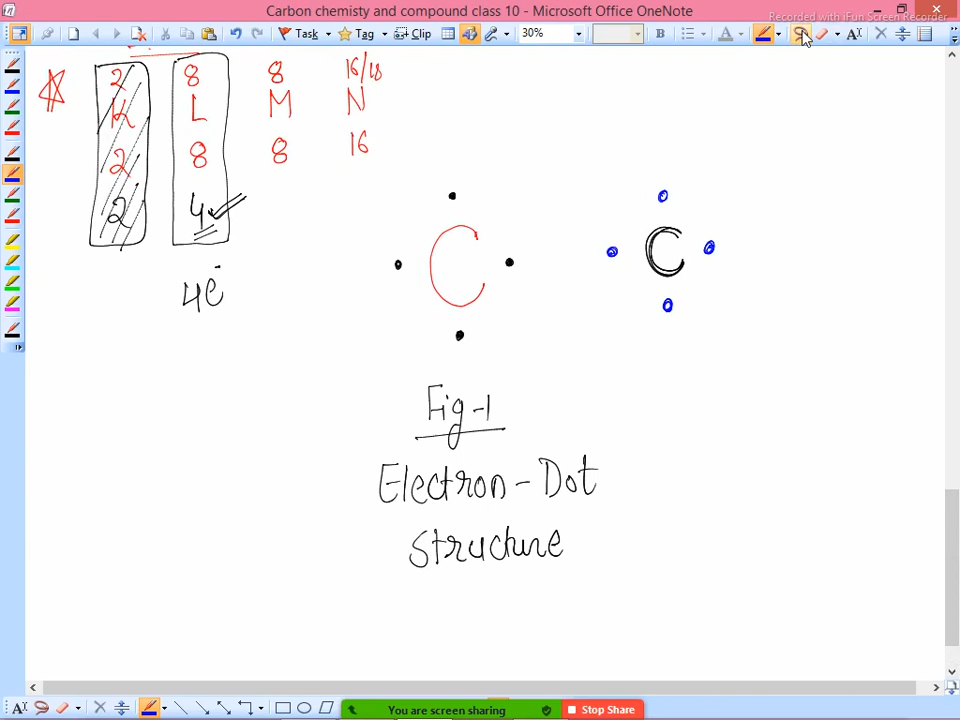 Carbon chemisty and compound class 10 - Microsoft Office OneNote
Recorded with iFun Screen Recorder
Task Tag Clip 30% B A A
2 8 8 16/18
K L M N
2 8 8 16
2 4
4e-
C C
Fig-1
Electron-Dot
Structure
A
You are screen sharing Stop Share